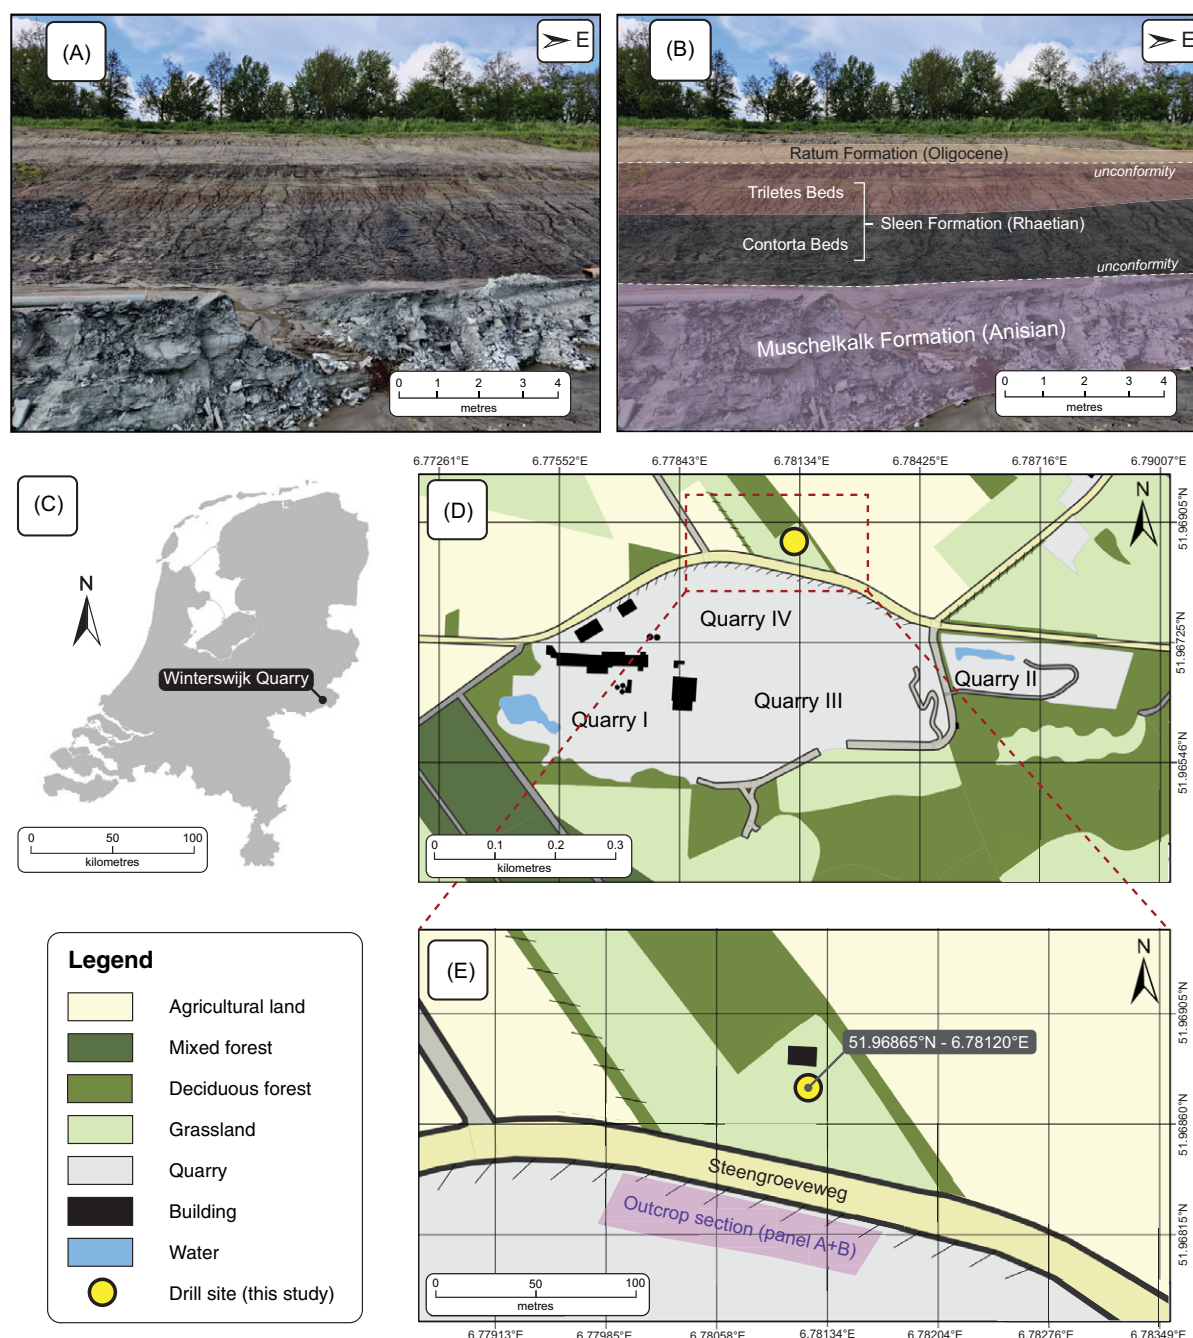 (A)
E
0 1 2 3 4
metres
(B)
E
Ratum Formation (Oligocene)
unconformity
Triletes Beds
Sleen Formation (Rhaetian)
Contorta Beds
unconformity
Muschelkalk Formation (Anisian)
0 1 2 3 4
metres
(C)
N
Winterswijk Quarry
0 50 100
kilometres
6.77261°E 6.77552°E 6.77843°E 6.78134°E 6.78425°E 6.78716°E 6.79007°E
(D)
N
51.96905°N
51.96725°N
51.96546°N
Quarry IV
Quarry II
Quarry III
Quarry I
0 0.1 0.2 0.3
kilometres
Legend
Agricultural land
Mixed forest
Deciduous forest
Grassland
Quarry
Building
Water
Drill site (this study)
(E)
N
51.96905°N
51.96860°N
51.96815°N
51.96865°N - 6.78120°E
Steengroeveweg
Outcrop section (panel A+B)
0 50 100
metres
6.77913°E 6.77985°E 6.78058°E 6.78134°E 6.78204°E 6.78276°E 6.78349°E